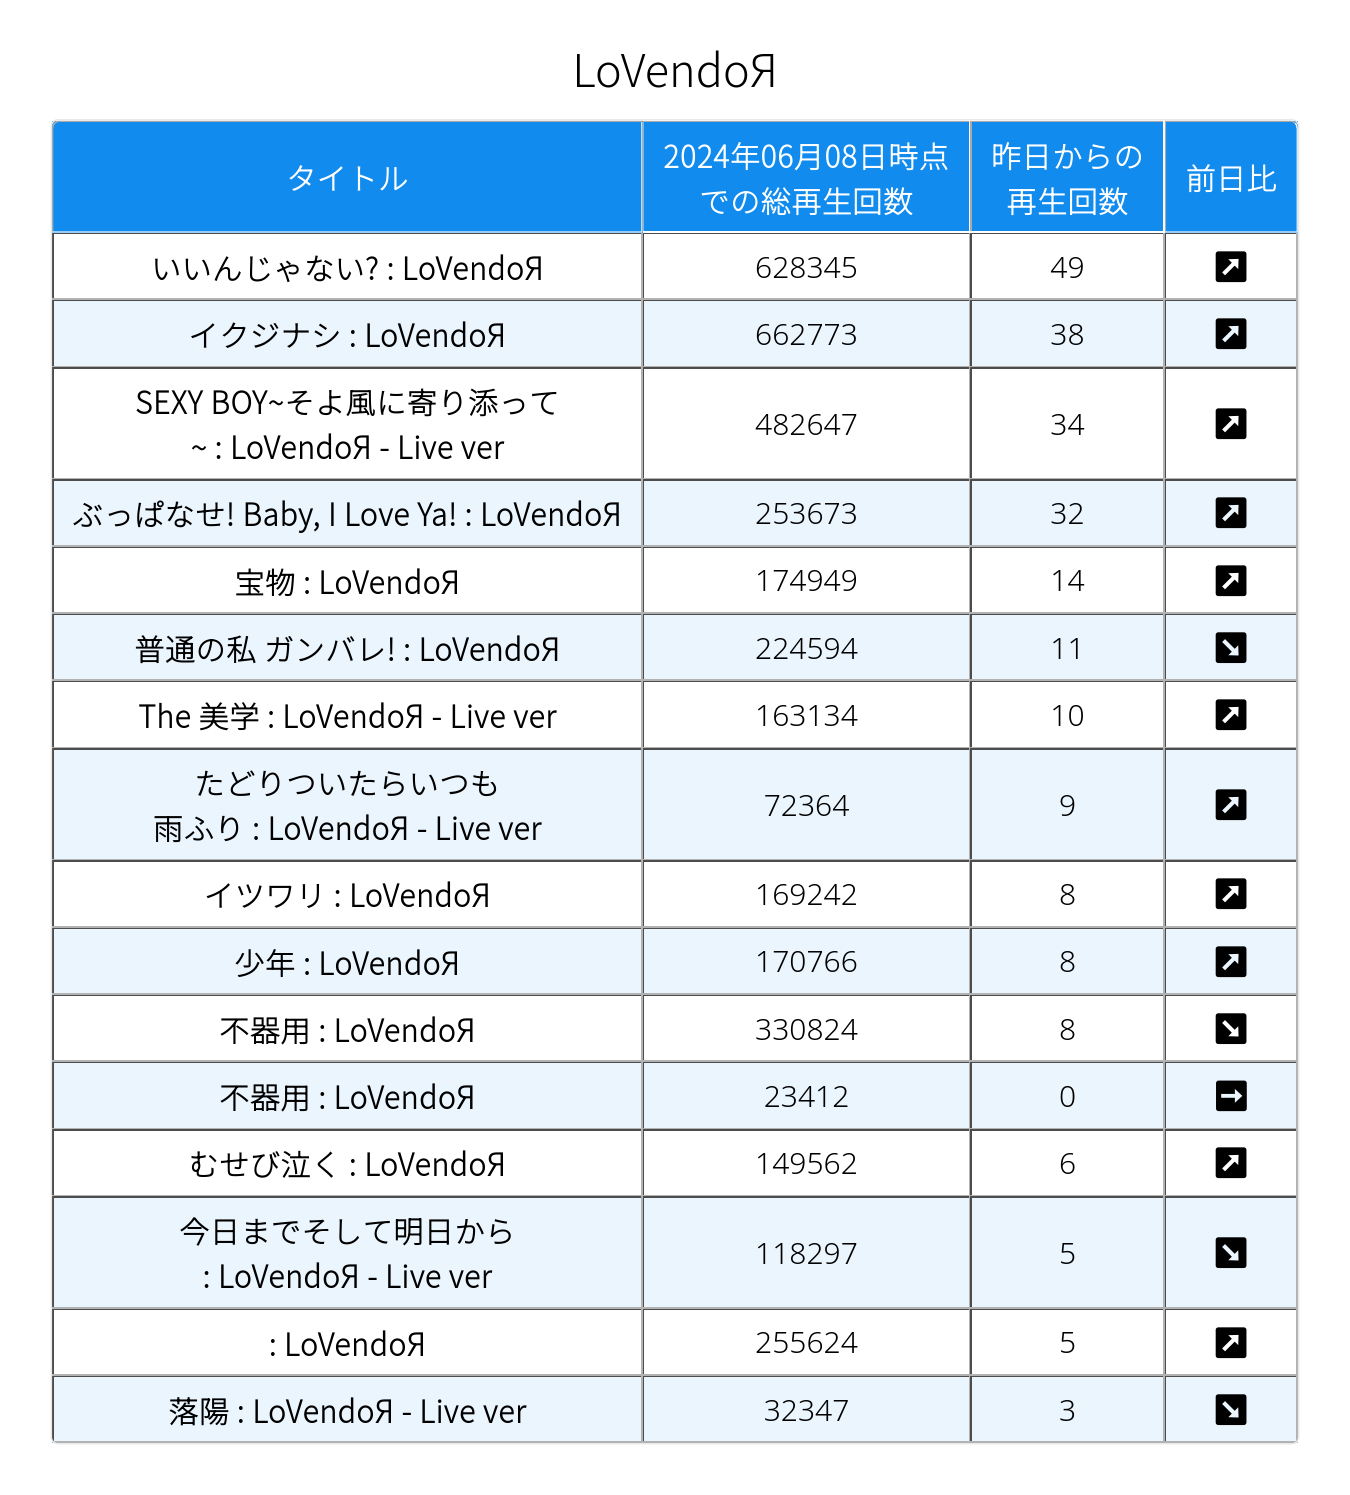 LoVendoЯ
タイトル
2024年06月08日時点
での総再生回数
昨日からの
再生回数
前日比
いいんじゃない? : LoVendoЯ 628345 49
イクジナシ : LoVendoЯ 662773 38
SEXY BOY~そよ風に寄り添って
~ : LoVendoЯ - Live ver 482647 34
ぶっぱなせ! Baby, I Love Ya! : LoVendoЯ 253673 32
宝物 : LoVendoЯ 174949 14
普通の私 ガンバレ! : LoVendoЯ 224594 11
The 美学 : LoVendoЯ - Live ver 163134 10
たどりついたらいつも
雨ふり : LoVendoЯ - Live ver 72364 9
イツワリ : LoVendoЯ 169242 8
少年 : LoVendoЯ 170766 8
不器用 : LoVendoЯ 330824 8
不器用 : LoVendoЯ 23412 0
むせび泣く : LoVendoЯ 149562 6
今日までそして明日から
: LoVendoЯ - Live ver 118297 5
: LoVendoЯ 255624 5
落陽 : LoVendoЯ - Live ver 32347 3